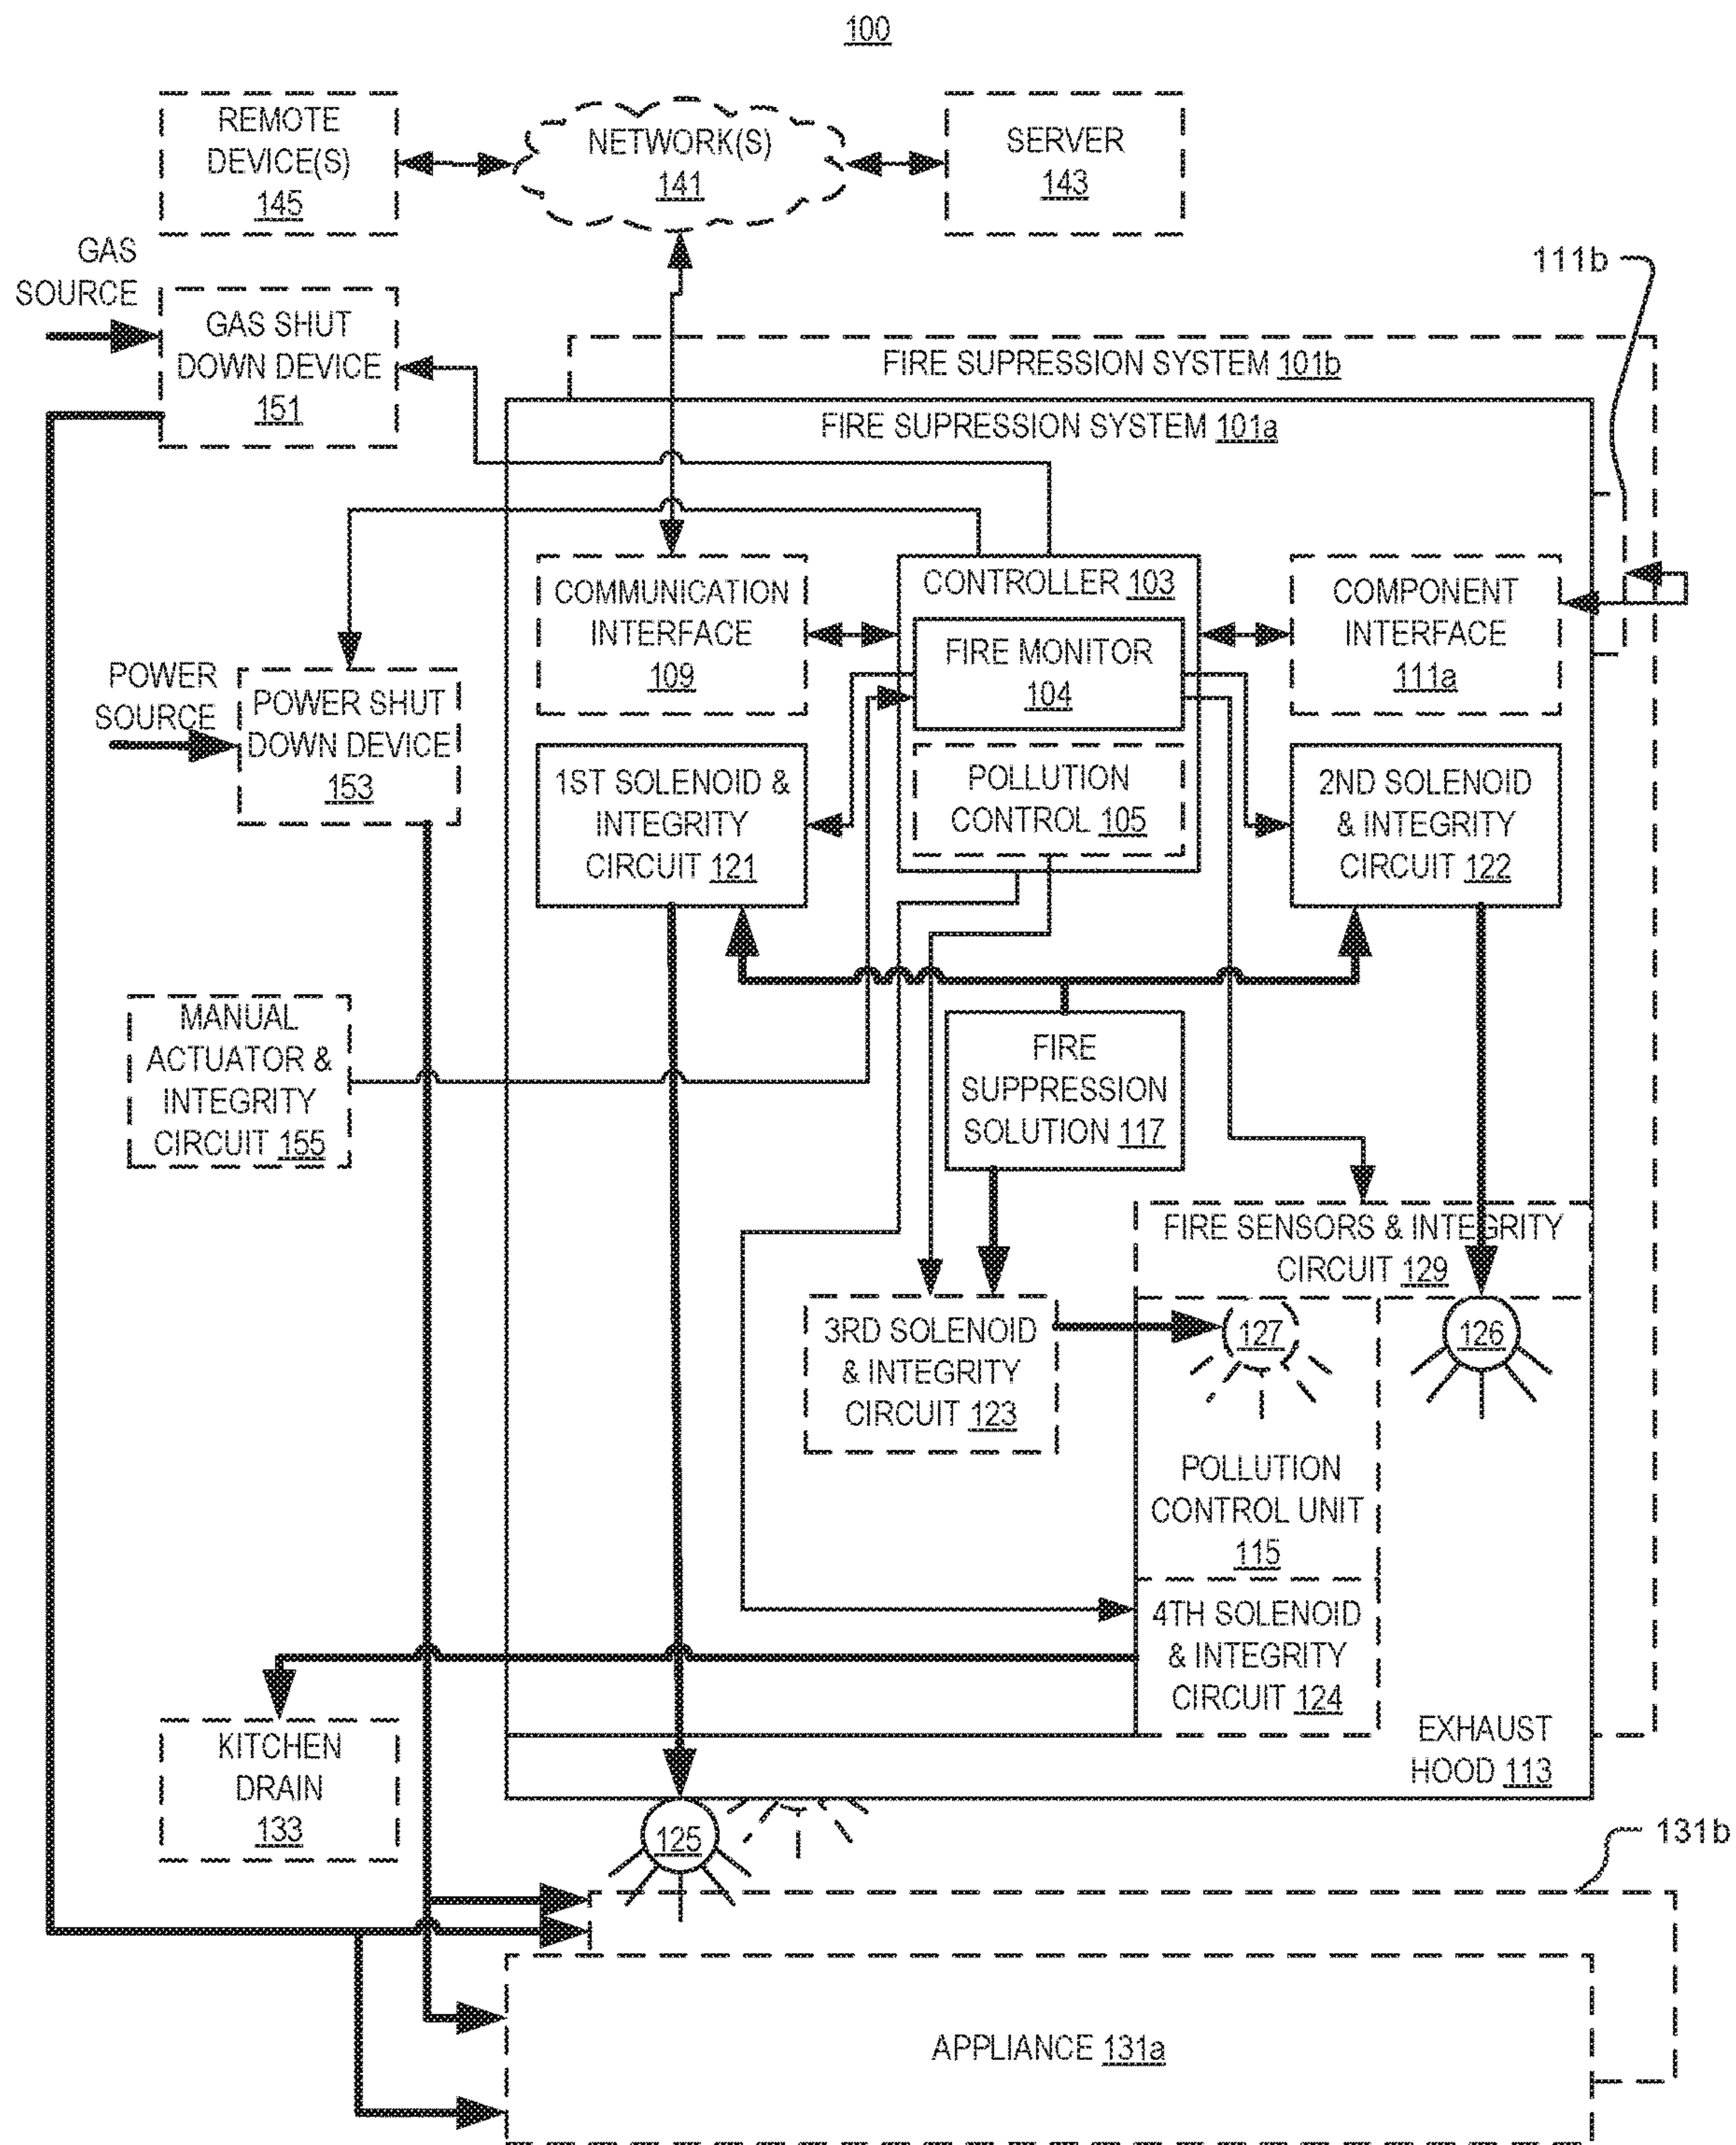 100
REMOTE
DEVICE(S)
145
NETWORK(S)
141
SERVER
143
GAS
SOURCE
GAS SHUT
DOWN DEVICE
151
111b
FIRE SUPRESSION SYSTEM 101b
FIRE SUPRESSION SYSTEM 101a
COMMUNICATION
INTERFACE
109
CONTROLLER 103
FIRE MONITOR
104
COMPONENT
INTERFACE
111a
POWER
SOURCE
POWER SHUT
DOWN DEVICE
153
1ST SOLENOID &
INTEGRITY
CIRCUIT 121
POLLUTION
CONTROL 105
2ND SOLENOID
& INTEGRITY
CIRCUIT 122
MANUAL
ACTUATOR &
INTEGRITY
CIRCUIT 155
FIRE
SUPPRESSION
SOLUTION 117
FIRE SENSORS & INTEGRITY
CIRCUIT 129
3RD SOLENOID
& INTEGRITY
CIRCUIT 123
127
126
POLLUTION
CONTROL UNIT
115
4TH SOLENOID
& INTEGRITY
CIRCUIT 124
KITCHEN
DRAIN
133
EXHAUST
HOOD 113
125
131b
APPLIANCE 131a